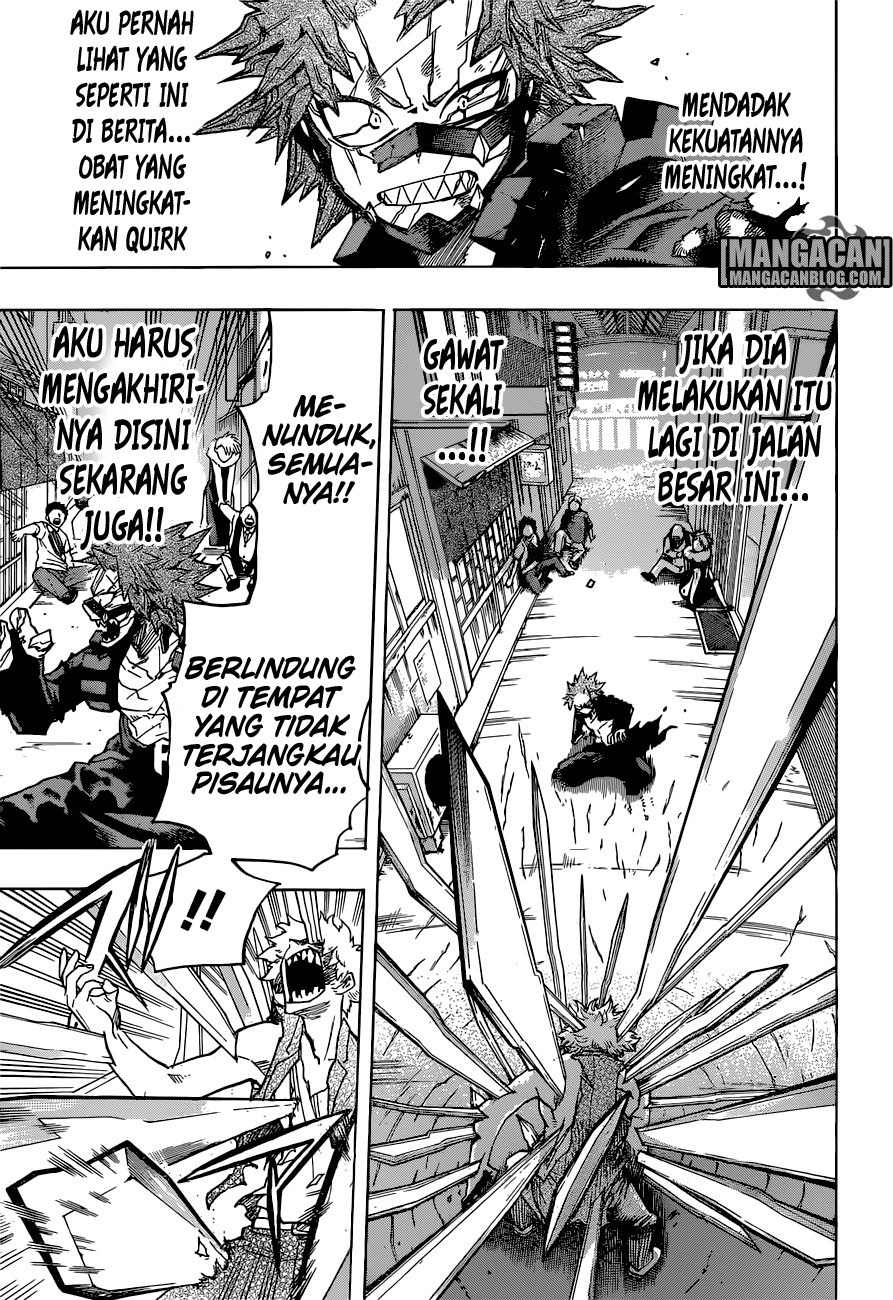 MENDADAK
KEKUATANNYA
MENINGKAT...!
AKU PERNAH
LIHAT YANG
SEPERTI INI
DI BERITA...
OBAT YANG
MENINGKAT-
KAN QUIRK
MANGACAN
MANGACANBLOG.COM
JIKA DIA
MELAKUKAN ITU
LAGI DI JALAN
BESAR INI...
GAWAT
SEKALI
...!!
ME-
NUNDUK,
SEMUA-
NYA!!
AKU HARUS
MENGAKHIRI-
NYA DISINI
SEKARANG
JUGA!!
BERLINDUNG
DI TEMPAT
YANG TIDAK
TERJANGKAU
PISAUNYA...
!!